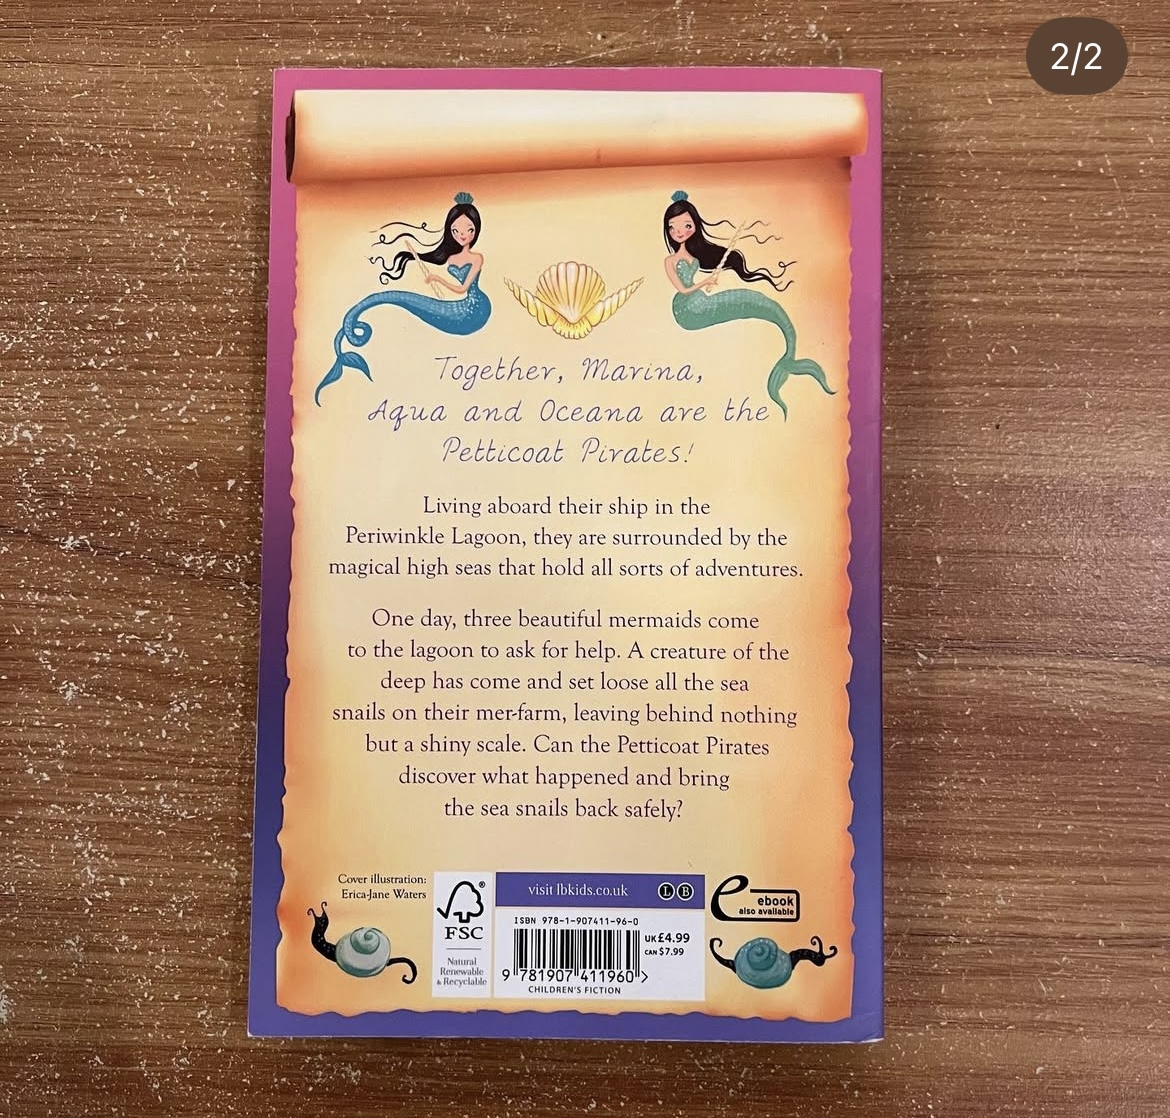 2/2
Together, Marina,
Aqua and Oceana are the
Petticoat Pirates!
Living aboard their ship in the
Periwinkle Lagoon, they are surrounded by the
magical high seas that hold all sorts of adventures.
One day, three beautiful mermaids come
to the lagoon to ask for help. A creature of the
deep has come and set loose all the sea
snails on their mer-farm, leaving behind nothing
but a shiny scale. Can the Petticoat Pirates
discover what happened and bring
the sea snails back safely?
Cover illustration:
Erica-Jane Waters
®
FSC
Natural
Renewable
& Recyclable
visit lbkids.co.uk
L B
ISBN 978-1-907411-96-0
UK £4.99
CAN $7.99
9 781907 411960 >
CHILDREN'S FICTION
e
ebook
also available